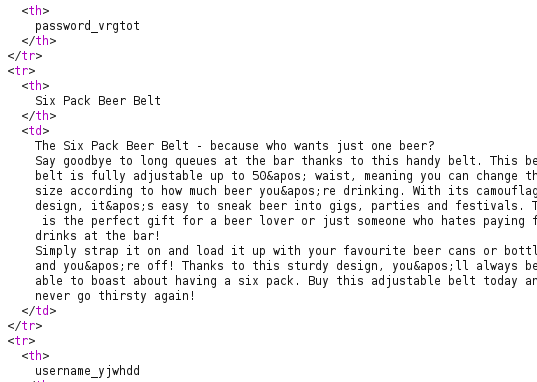 <th>
password_vrgtot
</th>
</tr>
<tr>
<th>
Six Pack Beer Belt
</th>
<td>
The Six Pack Beer Belt - because who wants just one beer?
Say goodbye to long queues at the bar thanks to this handy belt. This be
belt is fully adjustable up to 50&apos; waist, meaning you can change th
size according to how much beer you&apos;re drinking. With its camouflag
design, it&apos;s easy to sneak beer into gigs, parties and festivals. T
is the perfect gift for a beer lover or just someone who hates paying f
drinks at the bar!
Simply strap it on and load it up with your favourite beer cans or bottl
and you&apos;re off! Thanks to this sturdy design, you&apos;ll always be
able to boast about having a six pack. Buy this adjustable belt today an
never go thirsty again!
</td>
</tr>
<tr>
<th>
username_yjwhdd